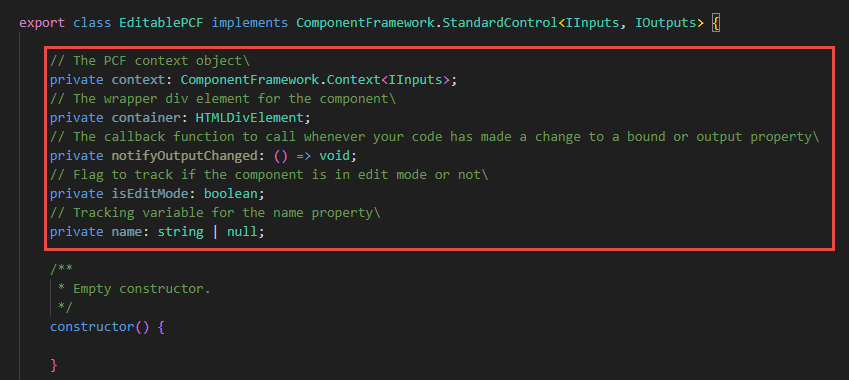 export class EditablePCF implements ComponentFramework.StandardControl<IInputs, IOutputs> {
// The PCF context object\
private context: ComponentFramework.Context<IInputs>;
// The wrapper div element for the component\
private container: HTMLDivElement;
// The callback function to call whenever your code has made a change to a bound or output property\
private notifyOutputChanged: () => void;
// Flag to track if the component is in edit mode or not\
private isEditMode: boolean;
// Tracking variable for the name property\
private name: string | null;
/**
* Empty constructor.
*/
constructor() {
}